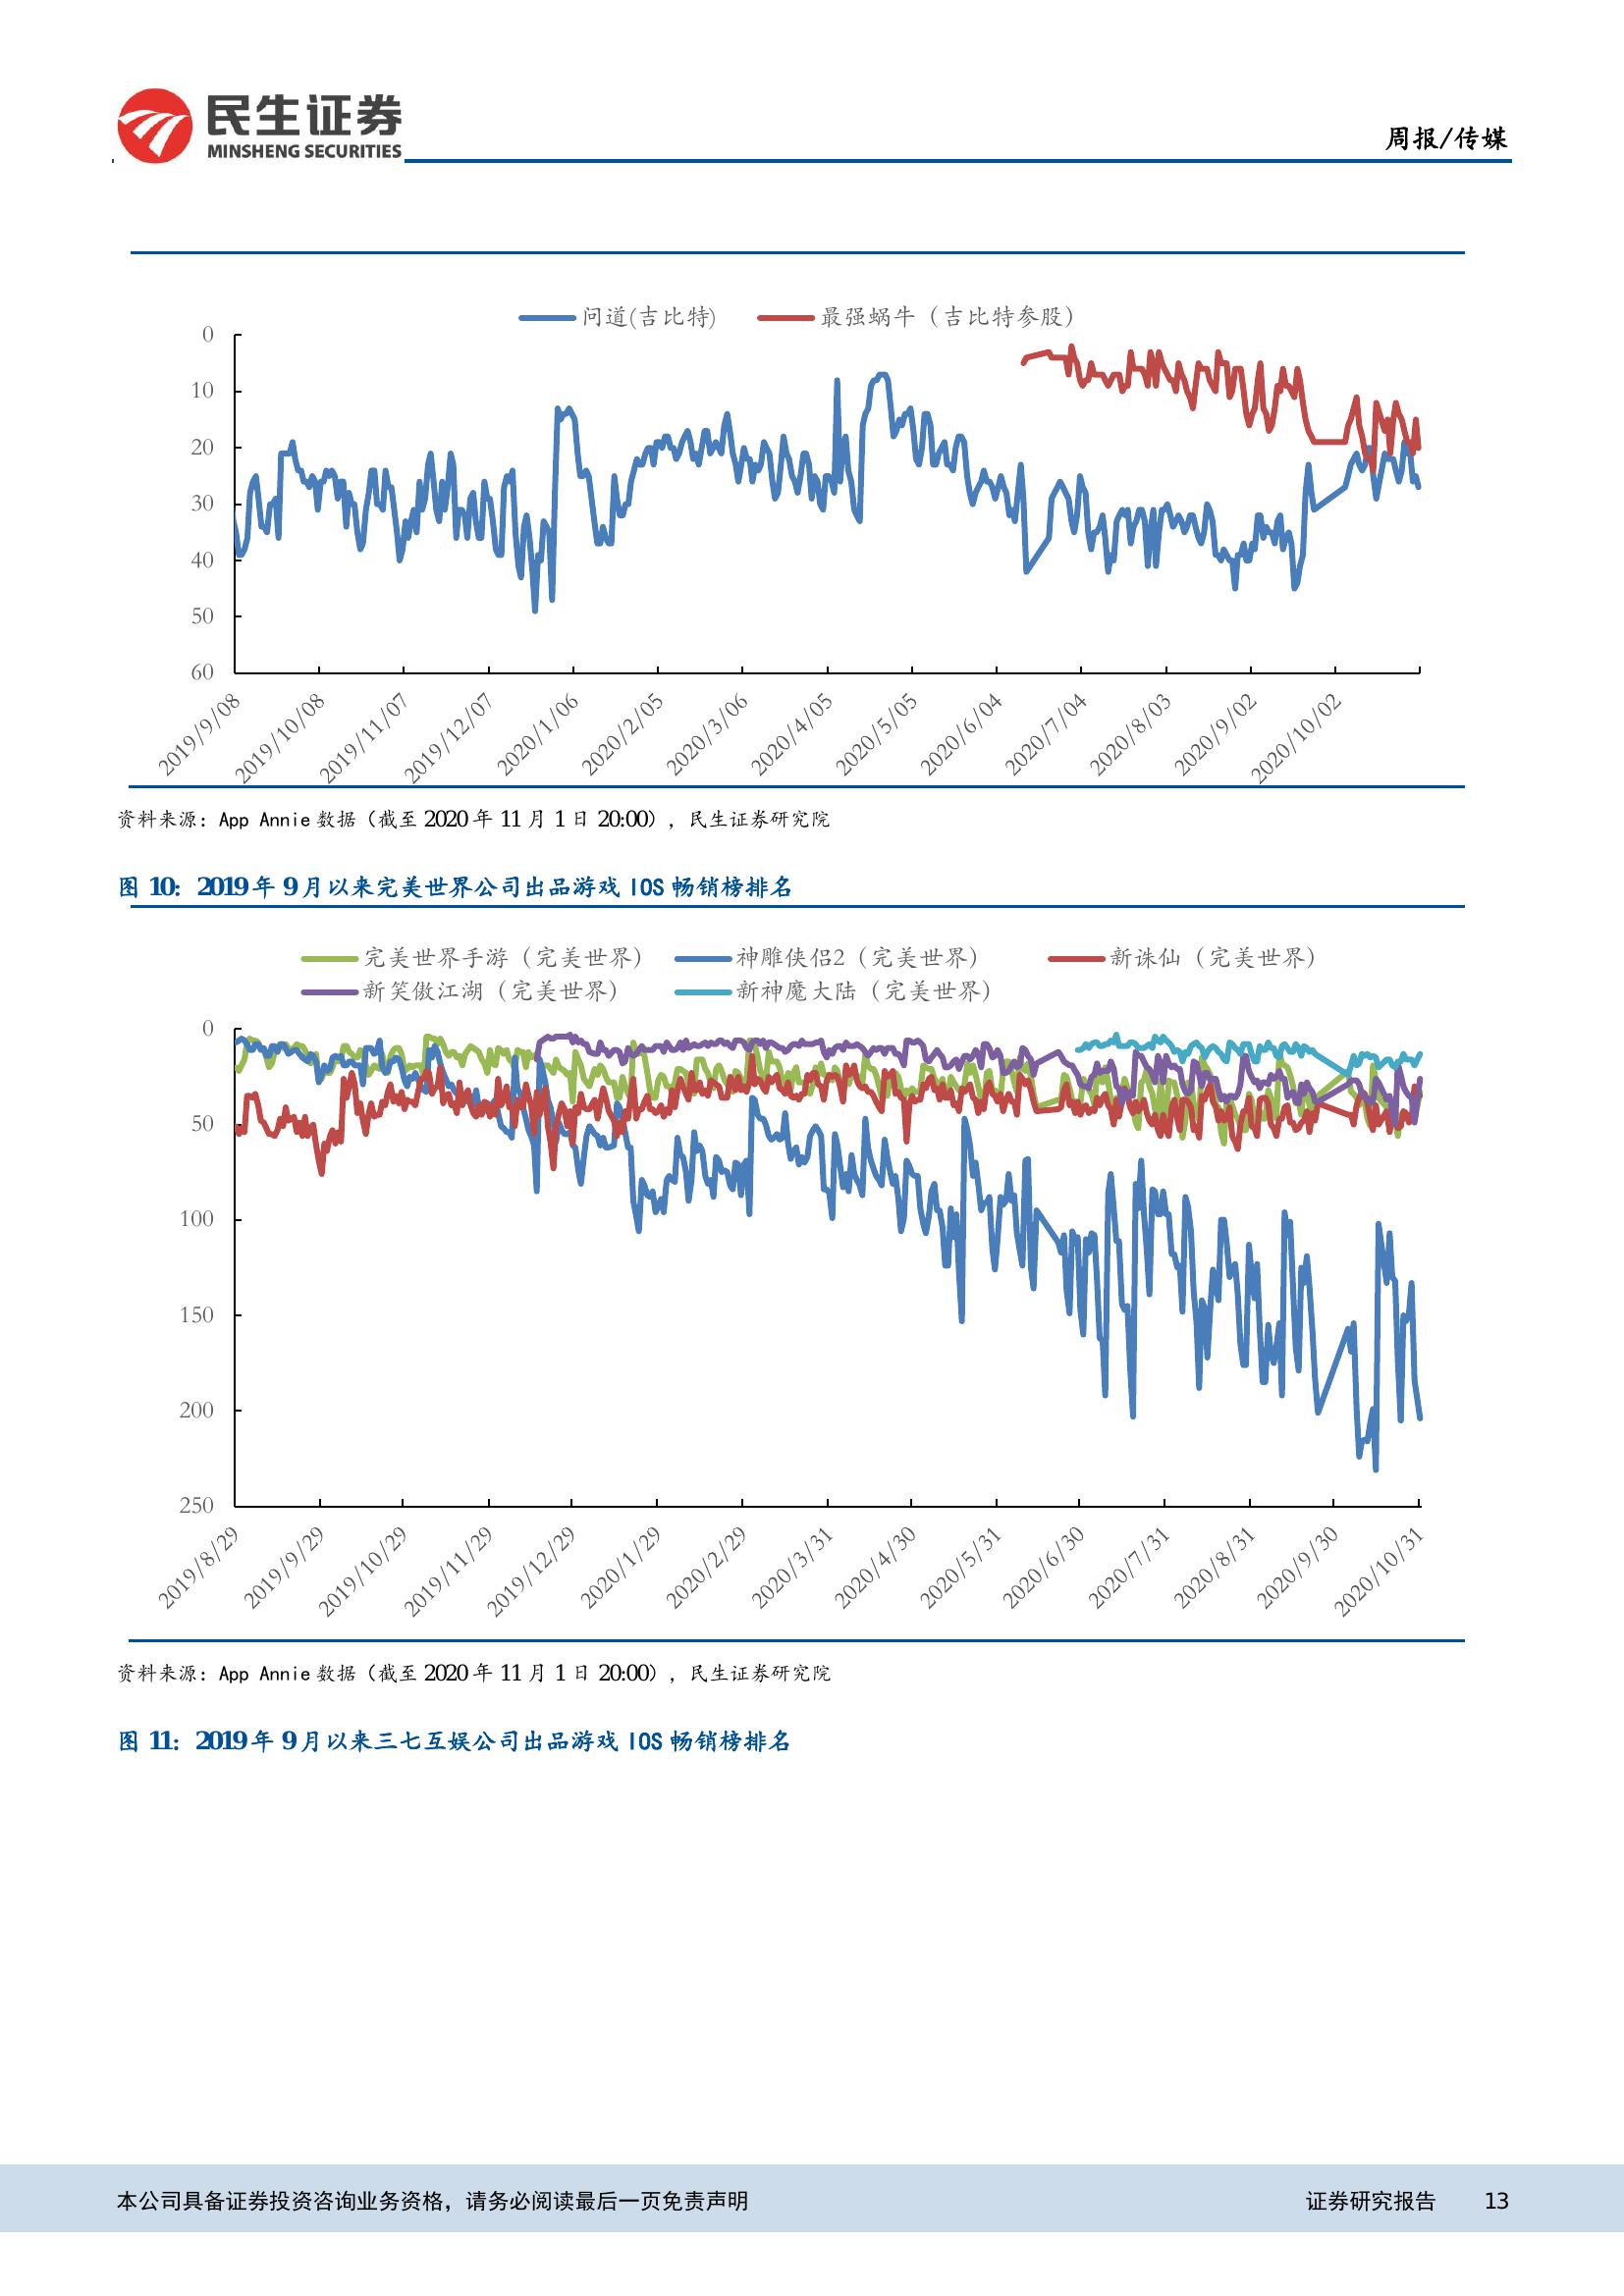 民生证券
MINSHENG SECURITIES
周报/传媒
问道(吉比特)
最强蜗牛（吉比特参股）
0
10
20
30
40
50
60
2019/9/08
2019/10/08
2019/11/07
2019/12/07
2020/1/06
2020/2/05
2020/3/06
2020/4/05
2020/5/05
2020/6/04
2020/7/04
2020/8/03
2020/9/02
2020/10/02
资料来源：App Annie 数据（截至 2020 年 11 月 1 日 20:00），民生证券研究院
图 10：2019 年 9 月以来完美世界公司出品游戏 IOS 畅销榜排名
完美世界手游（完美世界）
神雕侠侣2（完美世界）
新诛仙（完美世界）
新笑傲江湖（完美世界）
新神魔大陆（完美世界）
0
50
100
150
200
250
2019/8/29
2019/9/29
2019/10/29
2019/11/29
2019/12/29
2020/1/29
2020/2/29
2020/3/31
2020/4/30
2020/5/31
2020/6/30
2020/7/31
2020/8/31
2020/9/30
2020/10/31
资料来源：App Annie 数据（截至 2020 年 11 月 1 日 20:00），民生证券研究院
图 11：2019 年 9 月以来三七互娱公司出品游戏 IOS 畅销榜排名
本公司具备证券投资咨询业务资格，请务必阅读最后一页免责声明
证券研究报告 13